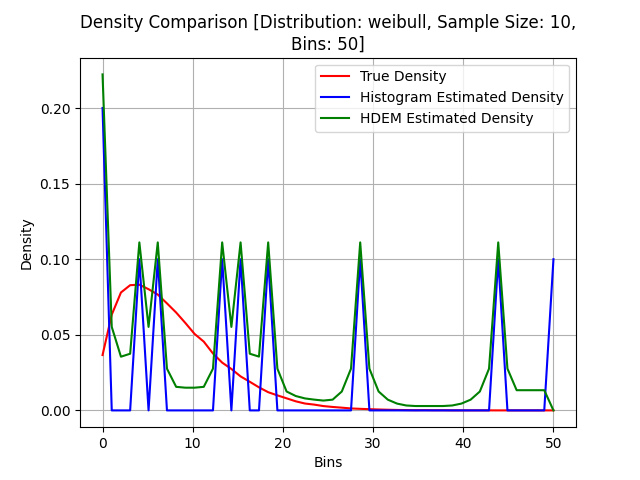 Density Comparison [Distribution: weibull, Sample Size: 10,
Bins: 50]
True Density
Histogram Estimated Density
HDEM Estimated Density
Density
0.20
0.15
0.10
0.05
0.00
0 10 20 30 40 50
Bins